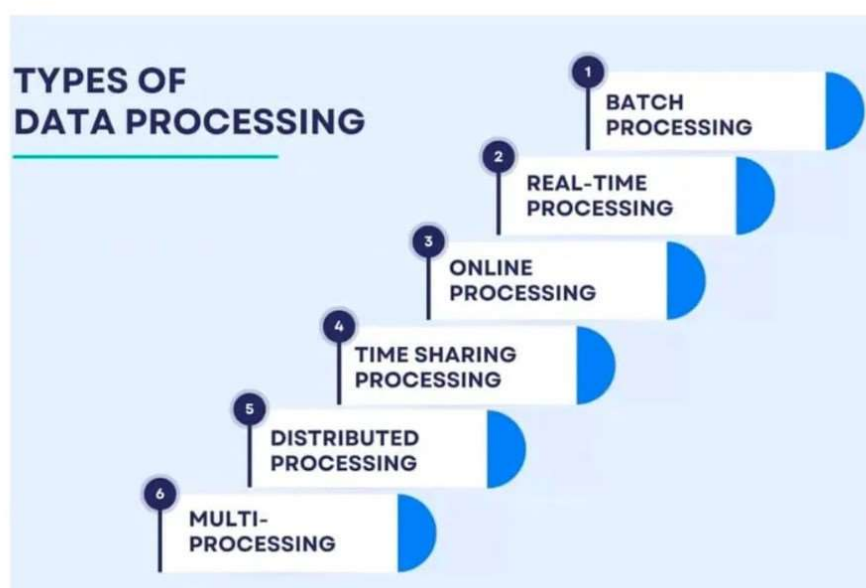 TYPES OF
DATA PROCESSING
1
BATCH
PROCESSING
2
REAL-TIME
PROCESSING
3
ONLINE
PROCESSING
4
TIME SHARING
PROCESSING
5
DISTRIBUTED
PROCESSING
6
MULTI-
PROCESSING